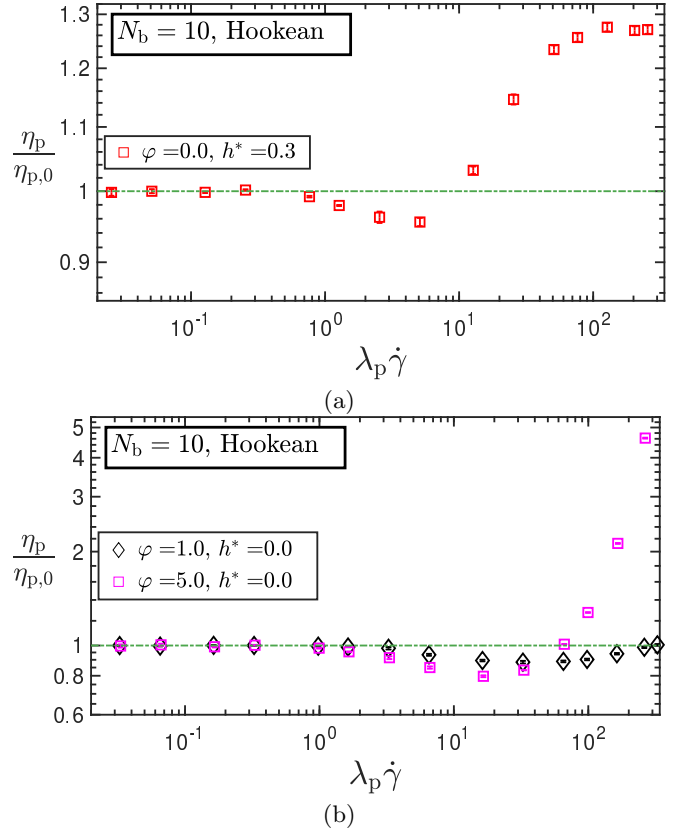 N_b = 10, Hookean
1.3
1.2
1.1
1
0.9
η_p / η_p,0
φ =0.0, h* =0.3
10^-1
10^0
10^1
10^2
λ_p γ̇
(a)
N_b = 10, Hookean
5
4
3
2
1
0.8
0.6
η_p / η_p,0
φ =1.0, h* =0.0
φ =5.0, h* =0.0
10^-1
10^0
10^1
10^2
λ_p γ̇
(b)